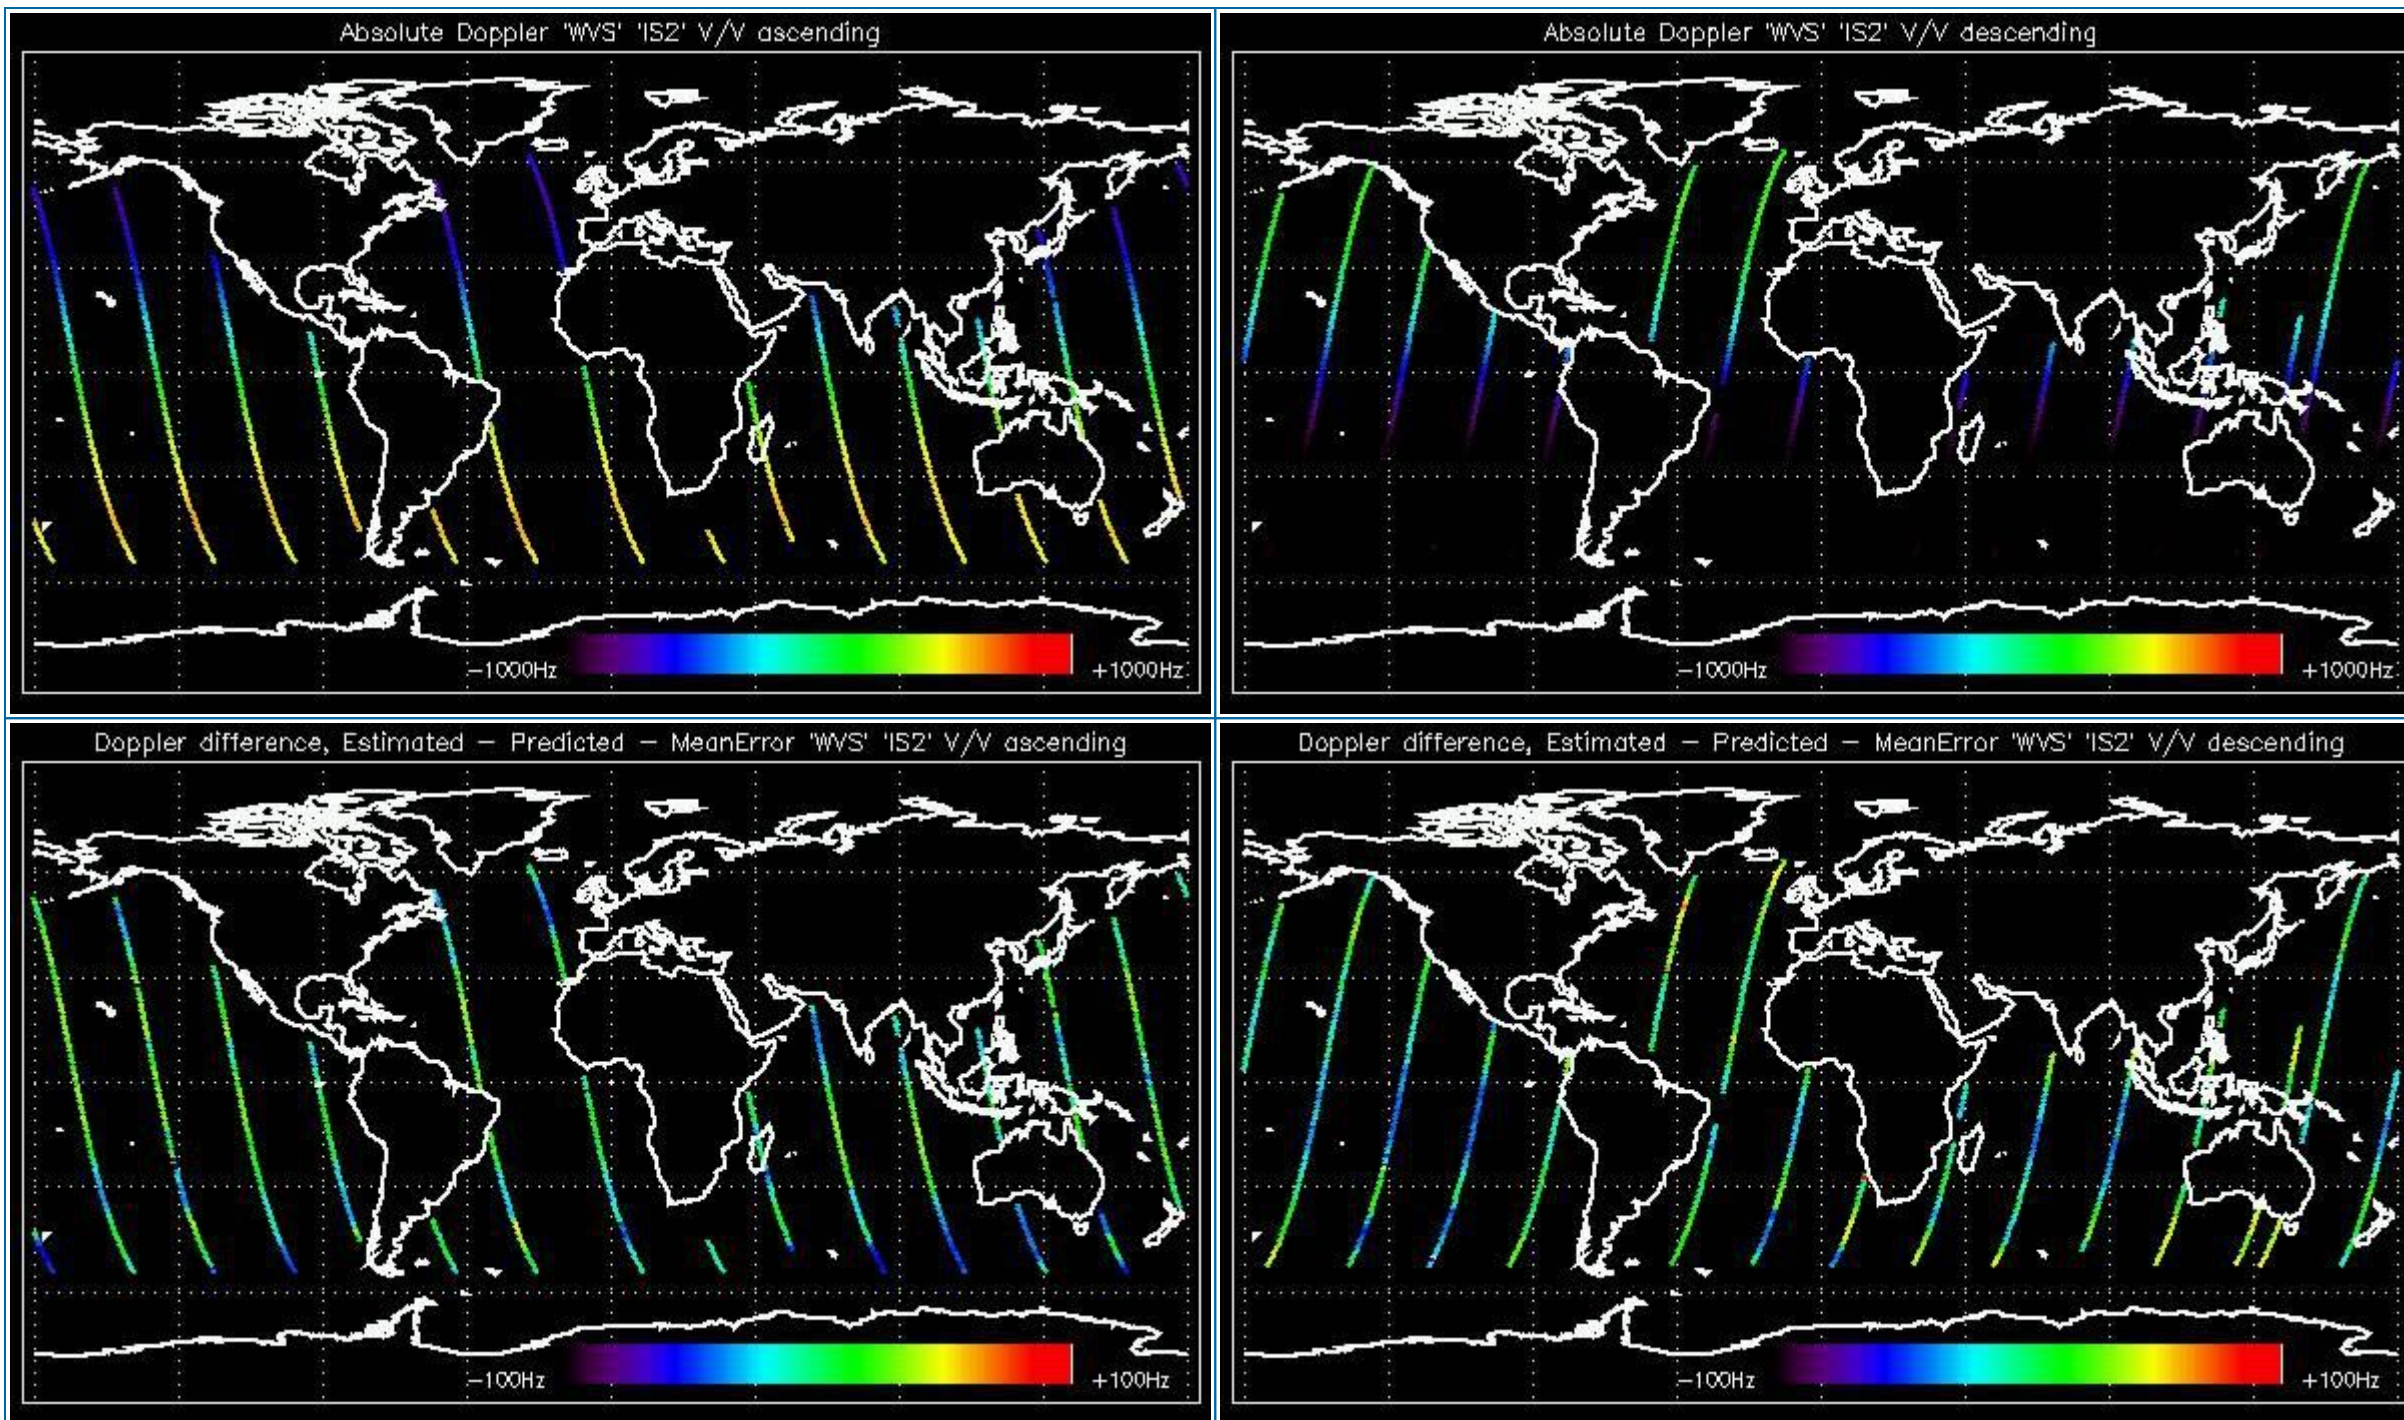 Absolute Doppler 'WVS' 'IS2' V/V ascending
-1000Hz
+1000Hz
Absolute Doppler 'WVS' 'IS2' V/V descending
-1000Hz
+1000Hz
Doppler difference, Estimated - Predicted - MeanError 'WVS' 'IS2' V/V ascending
-100Hz
+100Hz
Doppler difference, Estimated - Predicted - MeanError 'WVS' 'IS2' V/V descending
-100Hz
+100Hz